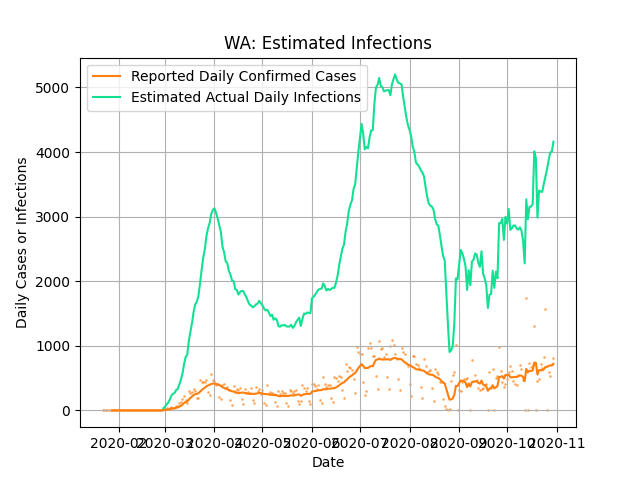 WA: Estimated Infections
Reported Daily Confirmed Cases
Estimated Actual Daily Infections
Daily Cases or Infections
5000
4000
3000
2000
1000
0
2020-02 2020-03 2020-04 2020-05 2020-06 2020-07 2020-08 2020-09 2020-10 2020-11
Date